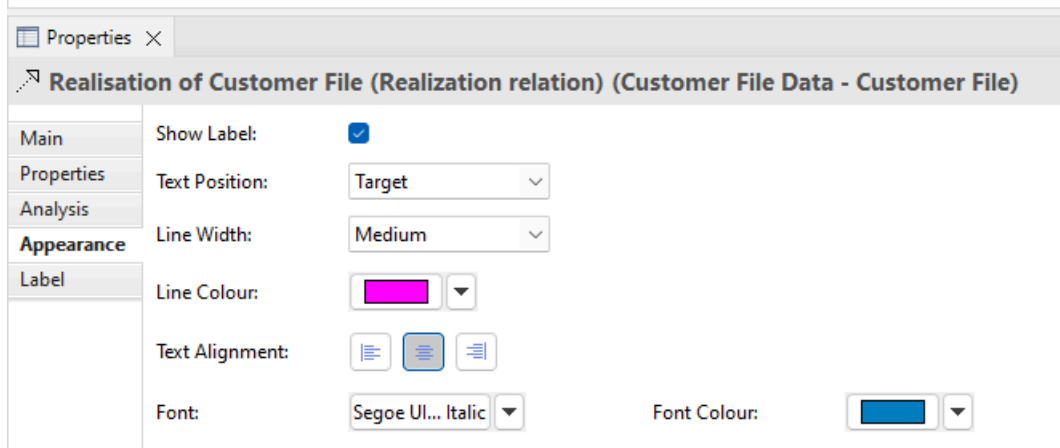 Properties
Realisation of Customer File (Realization relation) (Customer File Data - Customer File)
Main
Properties
Analysis
Appearance
Label
Show Label:
Text Position: Target
Line Width: Medium
Line Colour:
Text Alignment:
Font: Segoe UI... Italic Font Colour: